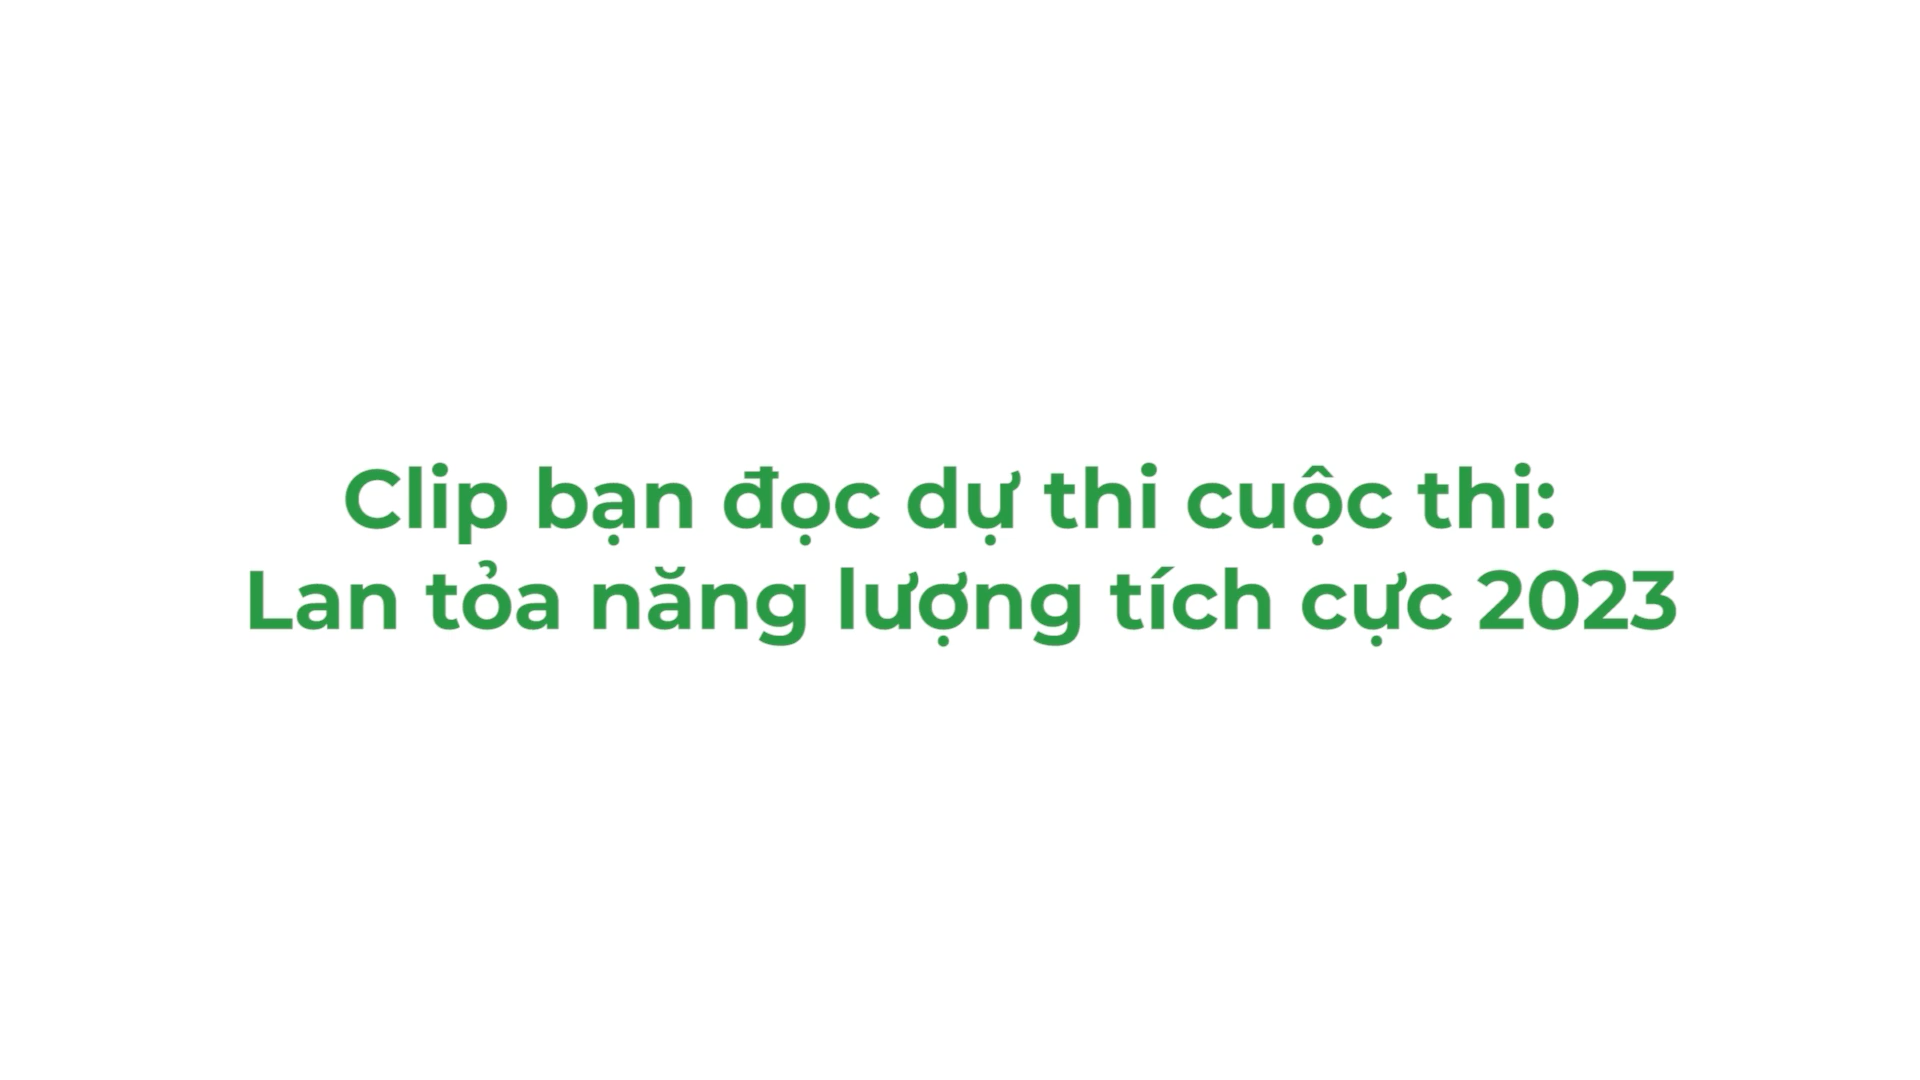 Clip bạn đọc dự thi cuộc thi:
Lan tỏa năng lượng tích cực 2023